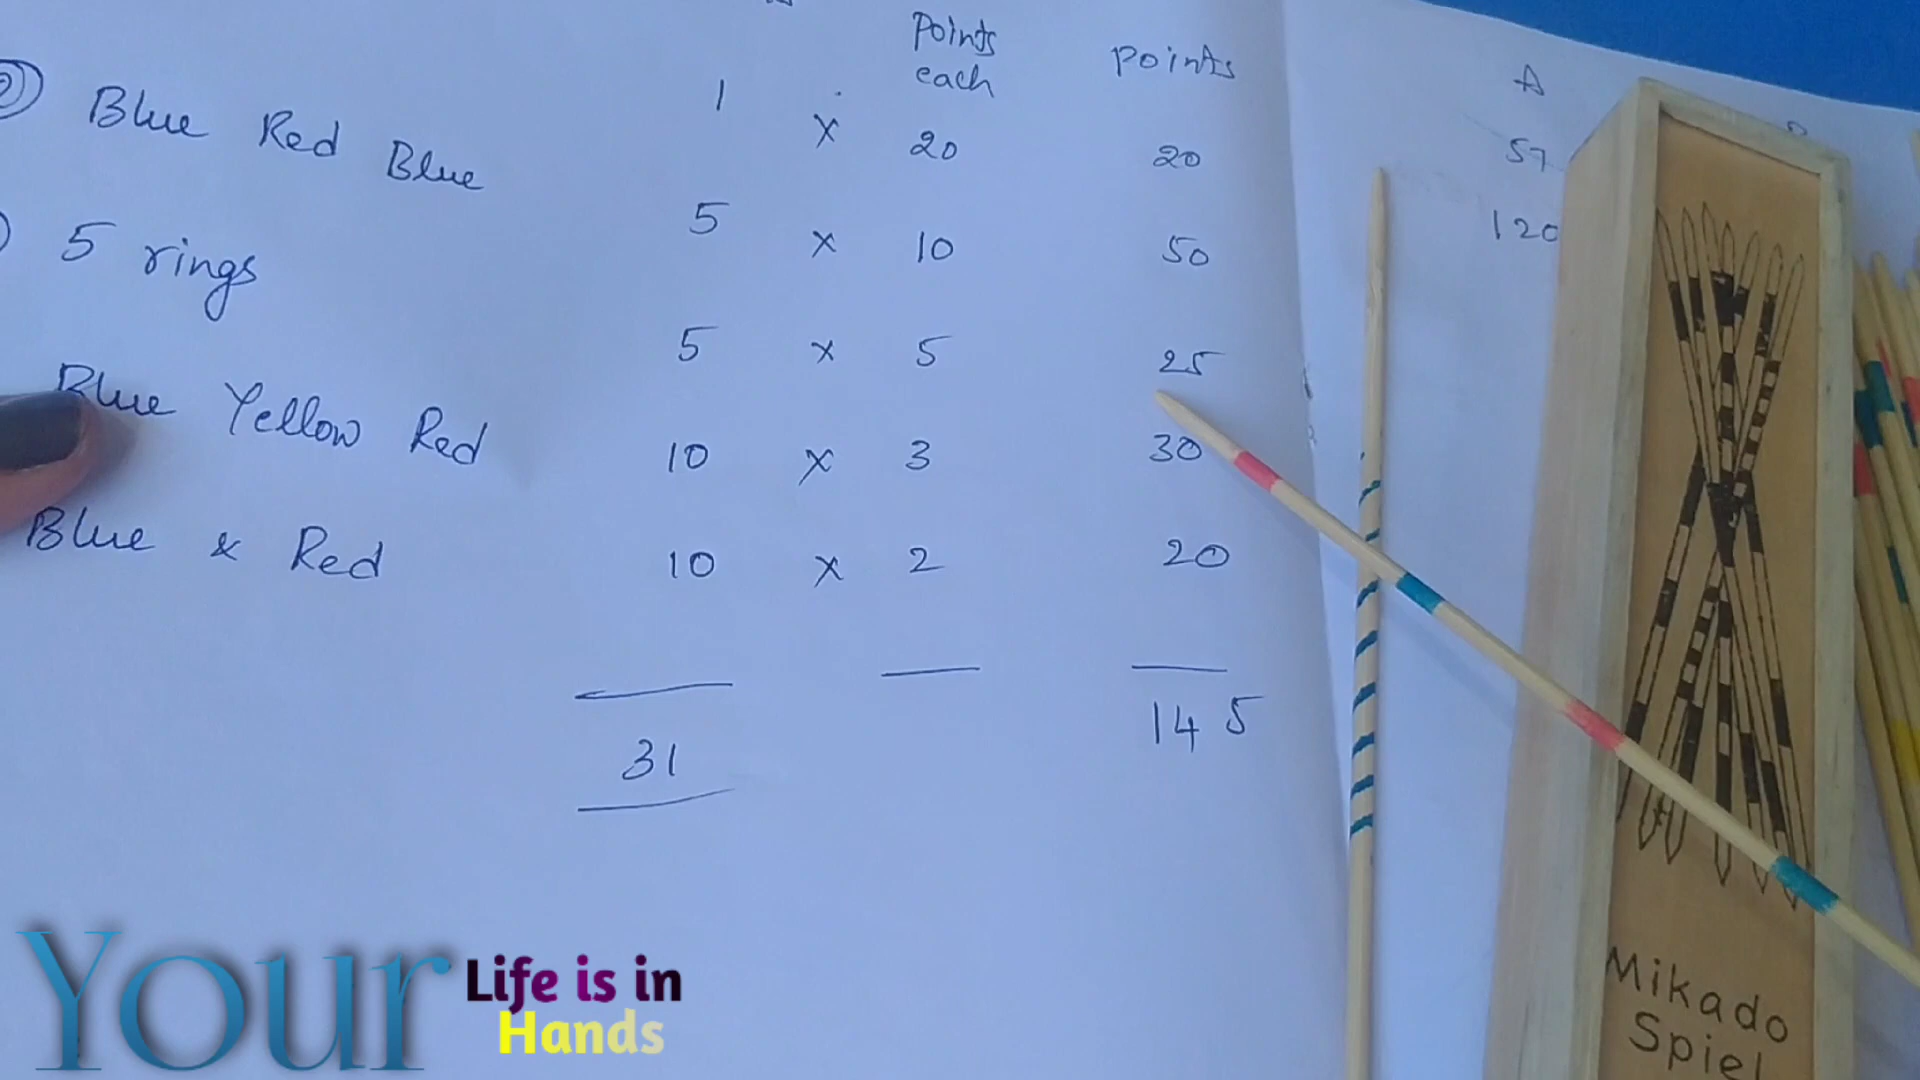 Points
each
points
A
1 x 20 20
57
Blue Red Blue
5 x 10 50
120
5 rings
5 x 5 25
Blue Yellow Red
10 x 3 30
Blue & Red
10 x 2 20
31
145
Mikado
Spiel
Your Life is in
Hands